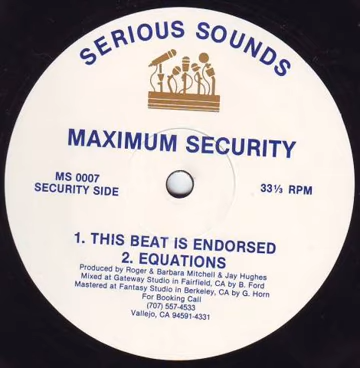 SERIOUS SOUNDS
MAXIMUM SECURITY
MS 0007
SECURITY SIDE
33⅓ RPM
1. THIS BEAT IS ENDORSED
2. EQUATIONS
Produced by Roger & Barbara Mitchell & Jay Hughes
Mixed at Gateway Studio in Fairfield, CA by B. Ford
Mastered at Fantasy Studio in Berkeley, CA by G. Horn
For Booking Call
(707) 557-4533
Vallejo, CA 94591-4331